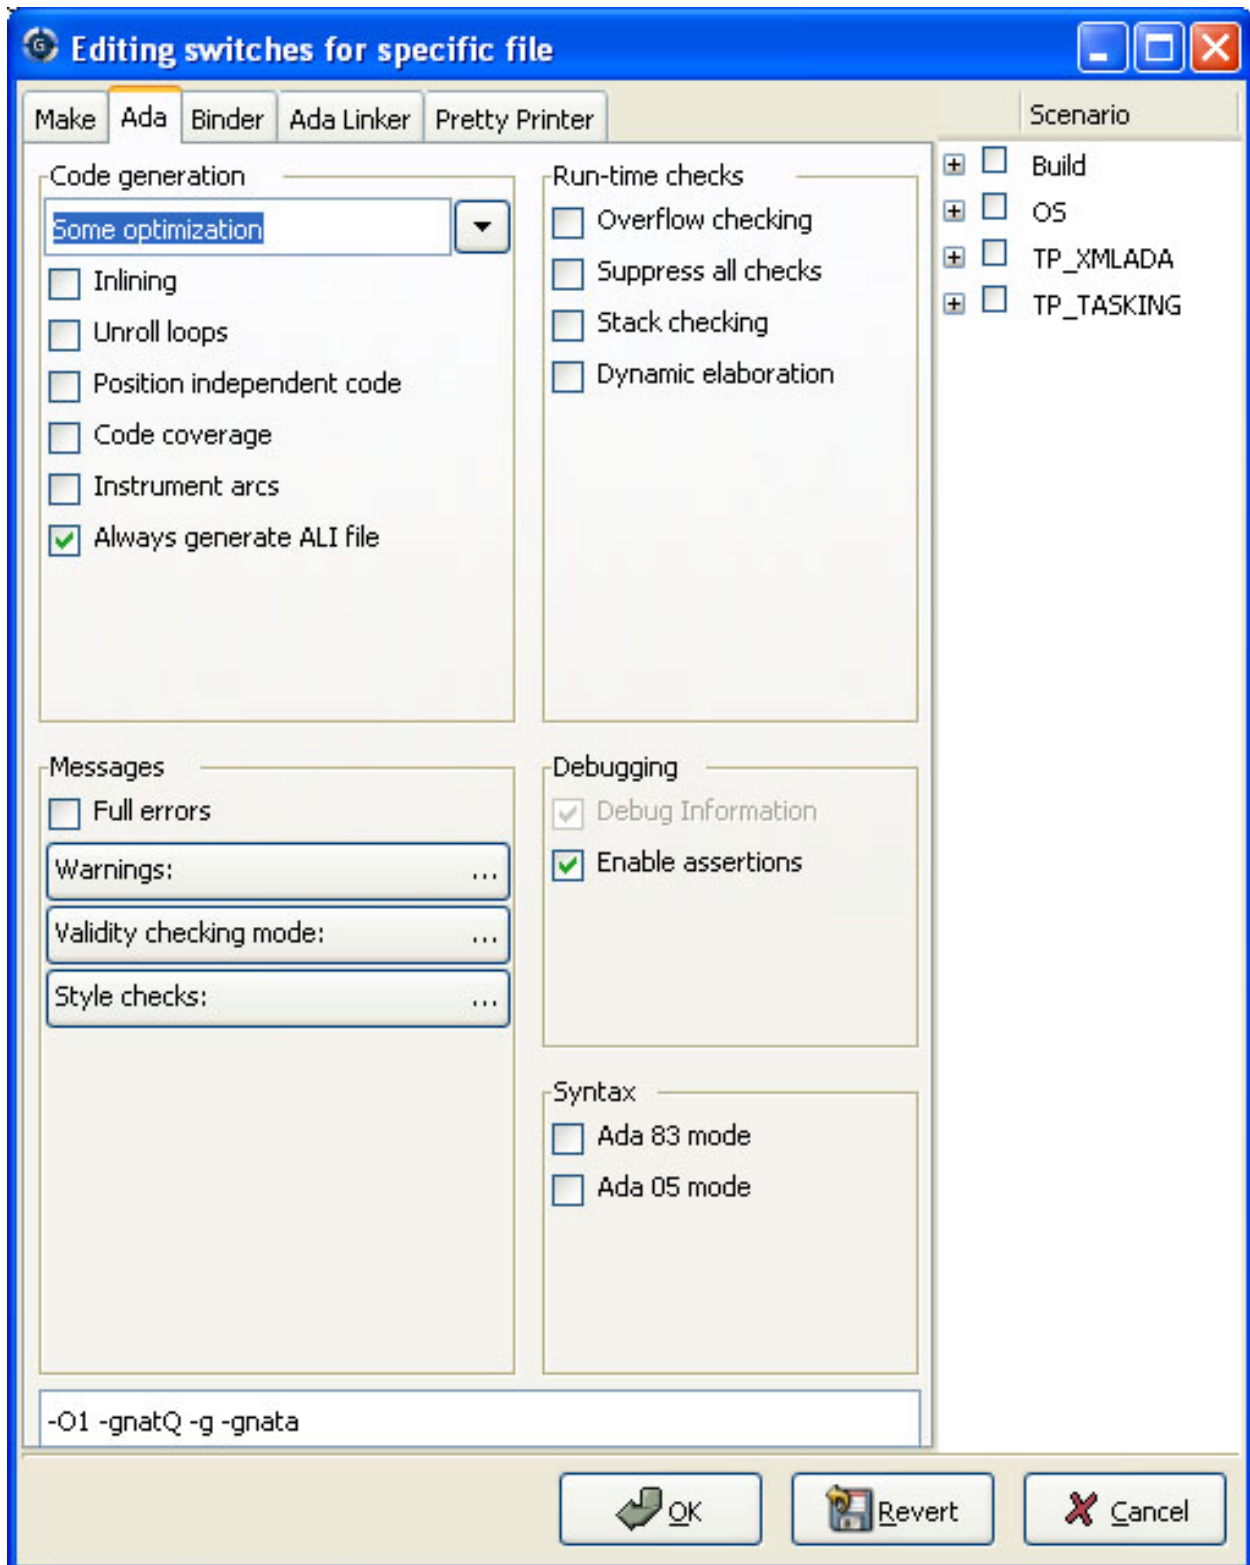 Editing switches for specific file
Make Ada Binder Ada Linker Pretty Printer
Scenario
Build
OS
TP_XMLADA
TP_TASKING
Code generation
Some optimization
Inlining
Unroll loops
Position independent code
Code coverage
Instrument arcs
Always generate ALI file
Run-time checks
Overflow checking
Suppress all checks
Stack checking
Dynamic elaboration
Messages
Full errors
Warnings: ...
Validity checking mode: ...
Style checks: ...
Debugging
Debug Information
Enable assertions
Syntax
Ada 83 mode
Ada 05 mode
-O1 -gnatQ -g -gnata
OK Revert Cancel